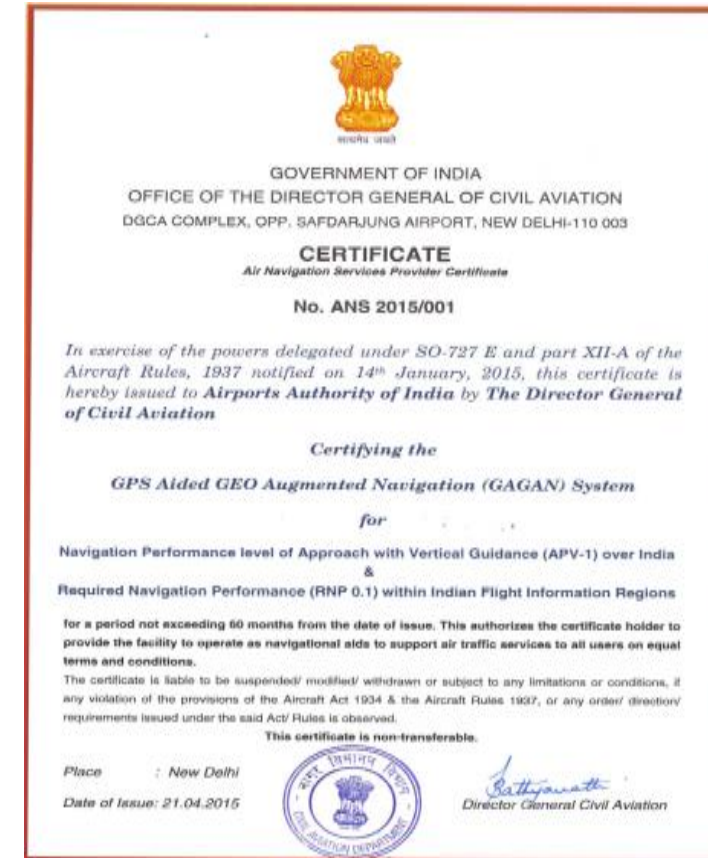 सत्यमेव जयते
GOVERNMENT OF INDIA
OFFICE OF THE DIRECTOR GENERAL OF CIVIL AVIATION
DGCA COMPLEX, OPP. SAFDARJUNG AIRPORT, NEW DELHI-110 003
CERTIFICATE
Air Navigation Services Provider Certificate
No. ANS 2015/001
In exercise of the powers delegated under SO-727 E and part XII-A of the
Aircraft Rules, 1937 notified on 14th January, 2015, this certificate is
hereby issued to Airports Authority of India by The Director General
of Civil Aviation
Certifying the
GPS Aided GEO Augmented Navigation (GAGAN) System
for
Navigation Performance level of Approach with Vertical Guidance (APV-1) over India
&
Required Navigation Performance (RNP 0.1) within Indian Flight Information Regions
for a period not exceeding 60 months from the date of issue. This authorizes the certificate holder to
provide the facility to operate as navigational aids to support air traffic services to all users on equal
terms and conditions.
The certificate is liable to be suspended/ modified/ withdrawn or subject to any limitations or conditions, if
any violation of the provisions of the Aircraft Act 1934 & the Aircraft Rules 1937, or any order/ direction/
requirements issued under the said Act/ Rules is observed.
This certificate is non-transferable.
नागर विमानन विभाग
CIVIL AVIATION DEPARTMENT
Place : New Delhi
Date of Issue: 21.04.2015
Director General Civil Aviation